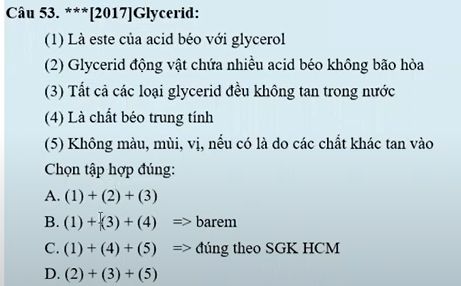 Câu 53. ***[2017]Glycerid:
(1) Là este của acid béo với glycerol
(2) Glycerid động vật chứa nhiều acid béo không bão hòa
(3) Tất cả các loại glycerid đều không tan trong nước
(4) Là chất béo trung tính
(5) Không màu, mùi, vị, nếu có là do các chất khác tan vào
Chọn tập hợp đúng:
A. (1) + (2) + (3)
B. (1) + (3) + (4) => barem
C. (1) + (4) + (5) => đúng theo SGK HCM
D. (2) + (3) + (5)